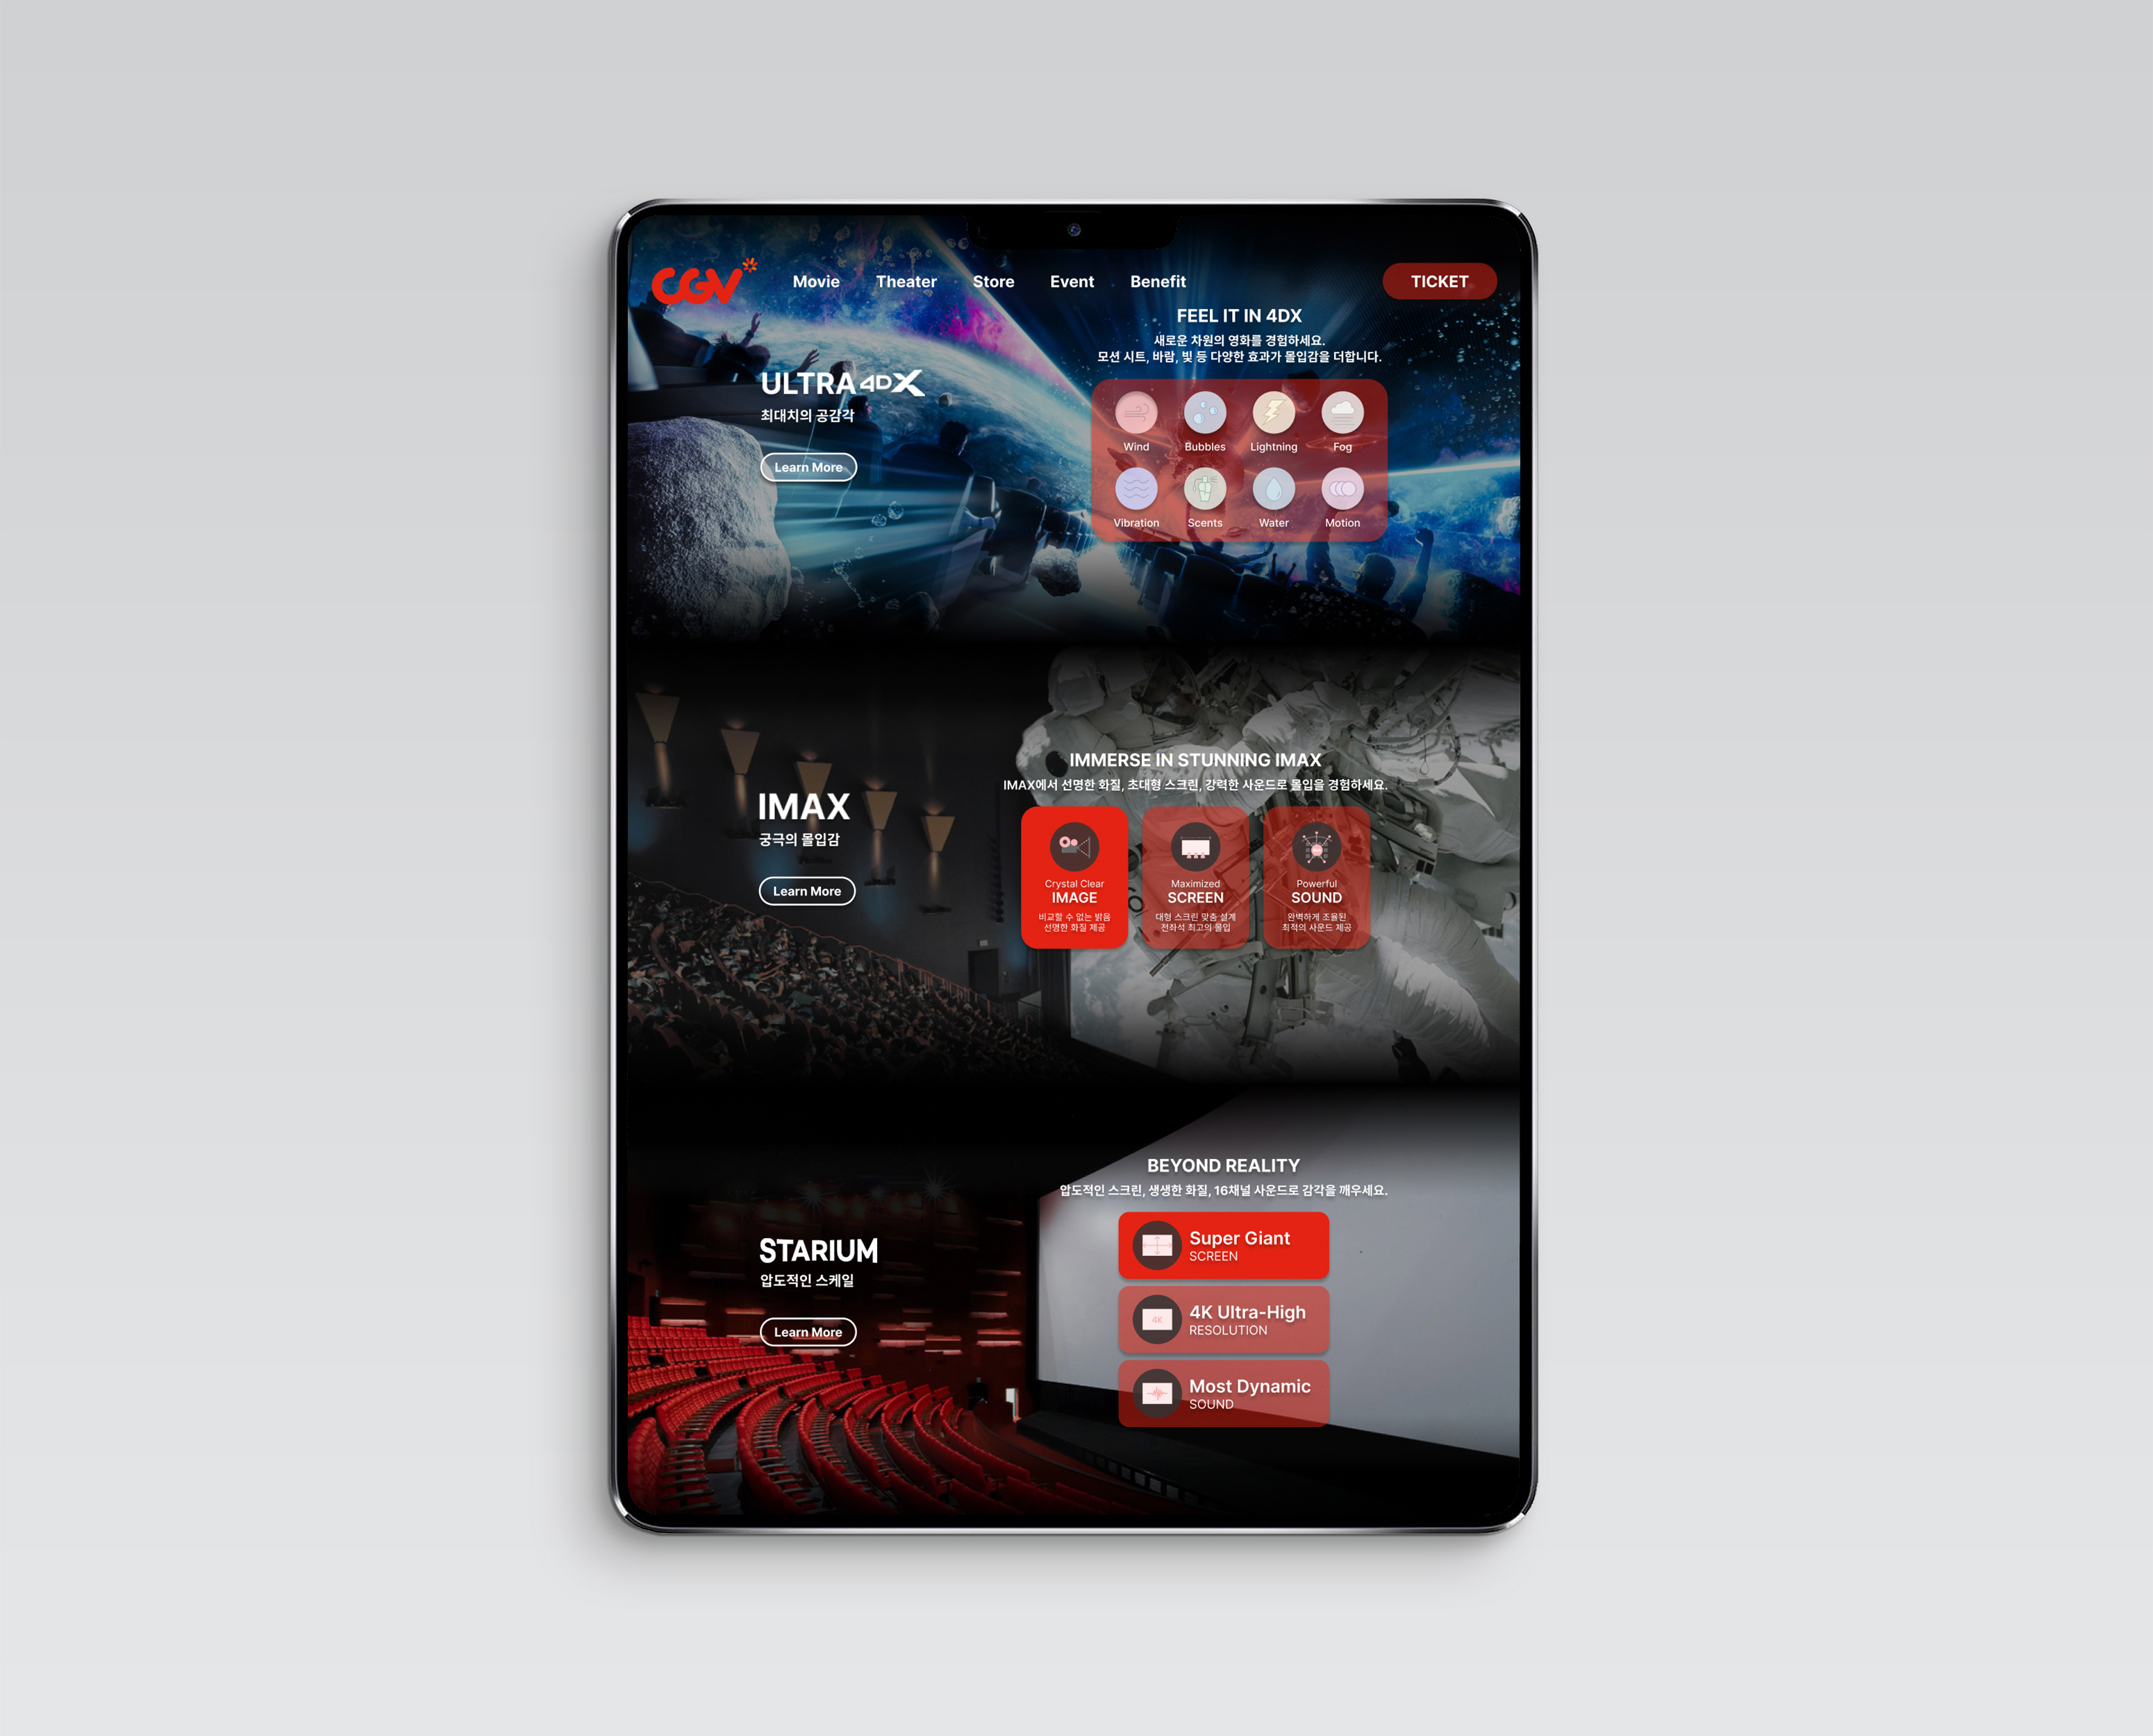 CGV
Movie
Theater
Store
Event
Benefit
TICKET
ULTRA 4DX
최대치의 공감각
Learn More
FEEL IT IN 4DX
새로운 차원의 영화를 경험하세요.
모션 시트, 바람, 빛 등 다양한 효과가 몰입감을 더합니다.
Wind
Bubbles
Lightning
Fog
Vibration
Scents
Water
Motion
IMAX
궁극의 몰입감
Learn More
IMMERSE IN STUNNING IMAX
IMAX에서 선명한 화질, 초대형 스크린, 강력한 사운드로 몰입을 경험하세요.
Crystal Clear
IMAGE
비교할 수 없는 밝음
선명한 화질 제공
Maximized
SCREEN
대형 스크린 맞춤 설계
전좌석 최고의 몰입
Powerful
SOUND
완벽하게 조율된
최적의 사운드 제공
STARIUM
압도적인 스케일
Learn More
BEYOND REALITY
압도적인 스크린, 생생한 화질, 16채널 사운드로 감각을 깨우세요.
Super Giant
SCREEN
4K
4K Ultra-High
RESOLUTION
Most Dynamic
SOUND